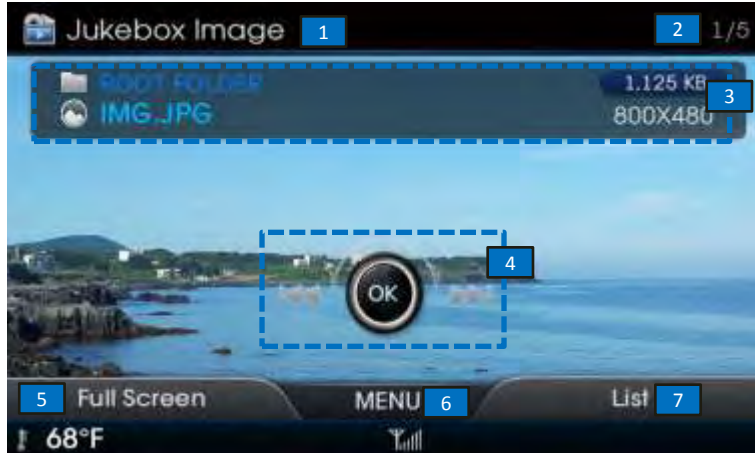 Jukebox Image 1 2 1/5
ROOT FOLDER 1.125 KB
3
IMG.JPG 800X480
4
OK
5 Full Screen MENU 6 List 7
68°F